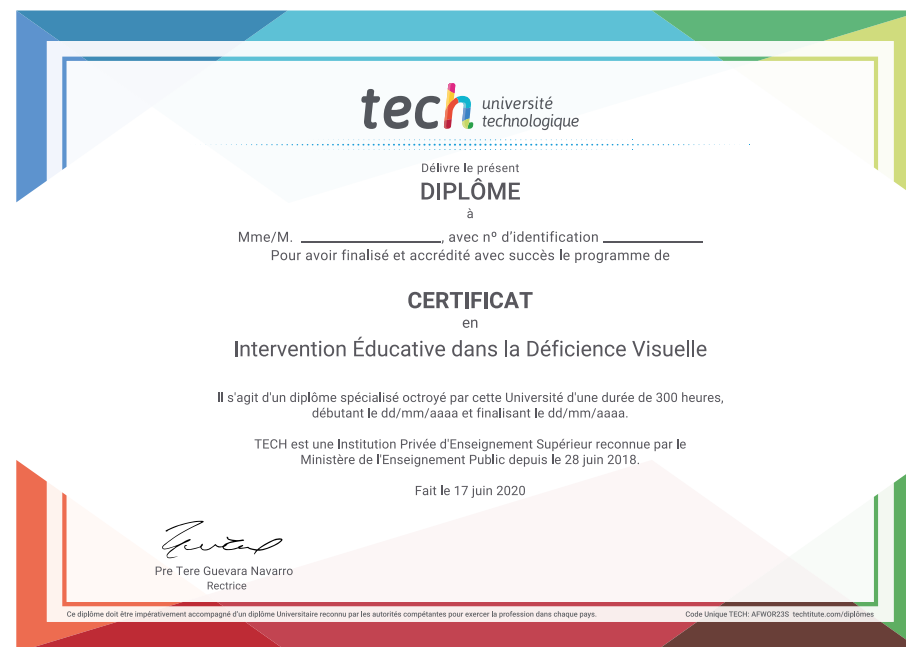 tech université
technologique
Délivre le présent
DIPLÔME
à
Mme/M. ____________________, avec nº d'identification ______________
Pour avoir finalisé et accrédité avec succès le programme de
CERTIFICAT
en
Intervention Éducative dans la Déficience Visuelle
Il s'agit d'un diplôme spécialisé octroyé par cette Université d'une durée de 300 heures,
débutant le dd/mm/aaaa et finalisant le dd/mm/aaaa.
TECH est une Institution Privée d'Enseignement Supérieur reconnue par le
Ministère de l'Enseignement Public depuis le 28 juin 2018.
Fait le 17 juin 2020
Pre Tere Guevara Navarro
Rectrice
Ce diplôme doit être impérativement accompagné d'un diplôme Universitaire reconnu par les autorités compétantes pour exercer la profession dans chaque pays.
Code Unique TECH: AFWOR23S techtitute.com/diplômes